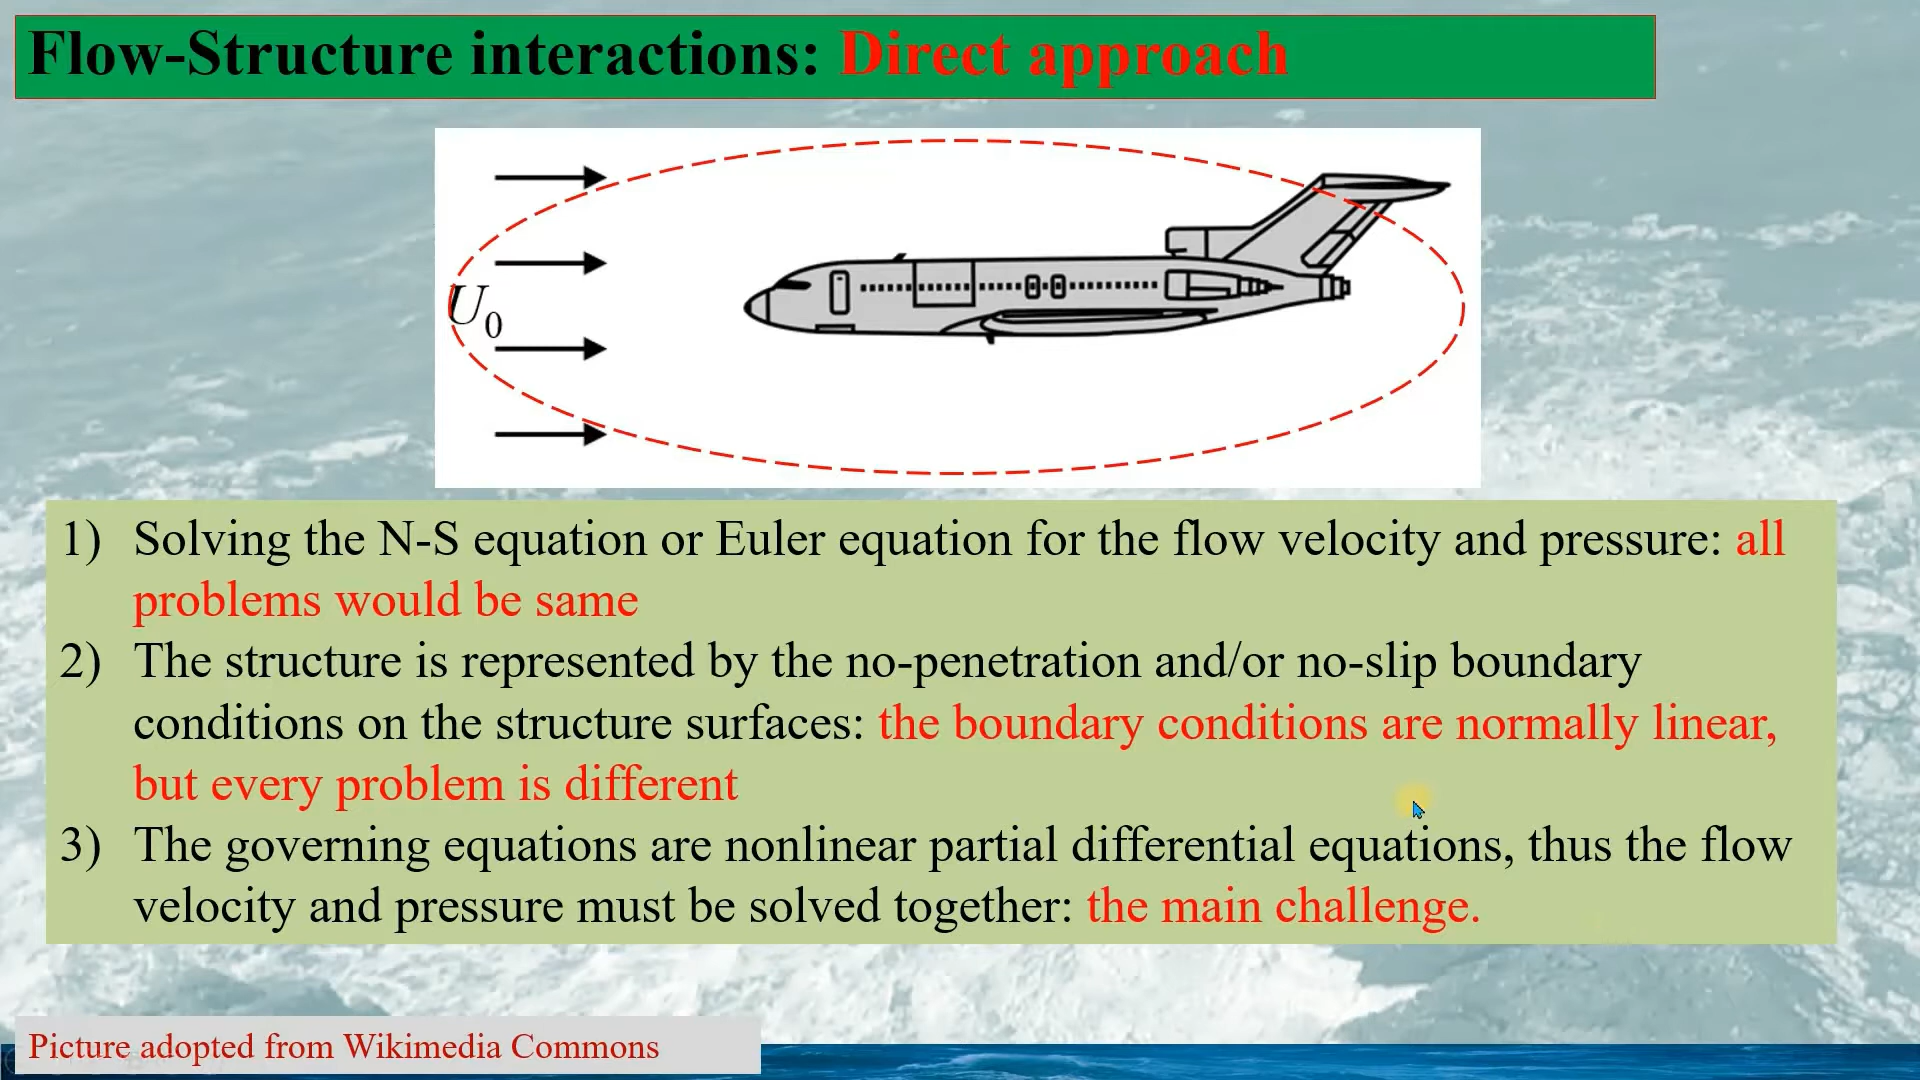 Flow-Structure interactions: Direct approach
U0
1) Solving the N-S equation or Euler equation for the flow velocity and pressure: all
problems would be same
2) The structure is represented by the no-penetration and/or no-slip boundary
conditions on the structure surfaces: the boundary conditions are normally linear,
but every problem is different
3) The governing equations are nonlinear partial differential equations, thus the flow
velocity and pressure must be solved together: the main challenge.
Picture adopted from Wikimedia Commons